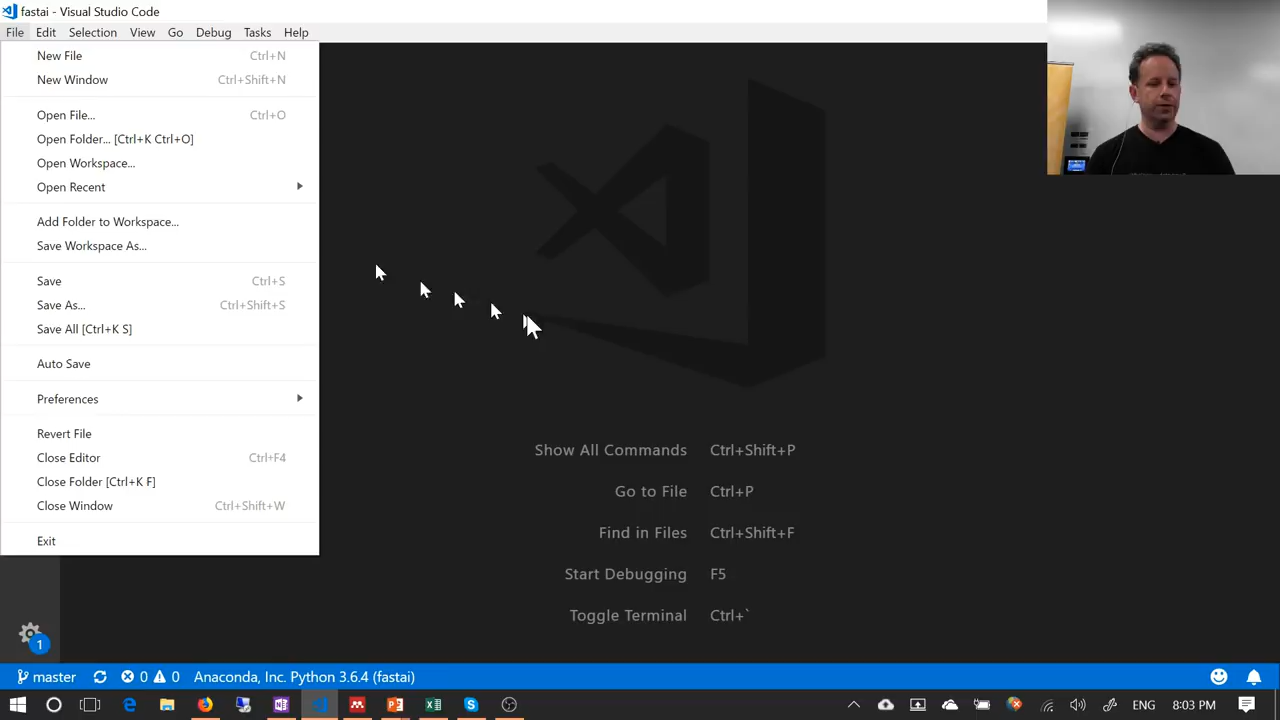 fastai - Visual Studio Code
File Edit Selection View Go Debug Tasks Help
New File Ctrl+N
New Window Ctrl+Shift+N
Open File... Ctrl+O
Open Folder... [Ctrl+K Ctrl+O]
Open Workspace...
Open Recent
Add Folder to Workspace...
Save Workspace As...
Save Ctrl+S
Save As... Ctrl+Shift+S
Save All [Ctrl+K S]
Auto Save
Preferences
Revert File
Close Editor Ctrl+F4
Close Folder [Ctrl+K F]
Close Window Ctrl+Shift+W
Exit
Show All Commands Ctrl+Shift+P
Go to File Ctrl+P
Find in Files Ctrl+Shift+F
Start Debugging F5
Toggle Terminal Ctrl+`
1
master 0 0 Anaconda, Inc. Python 3.6.4 (fastai)
ENG 8:03 PM